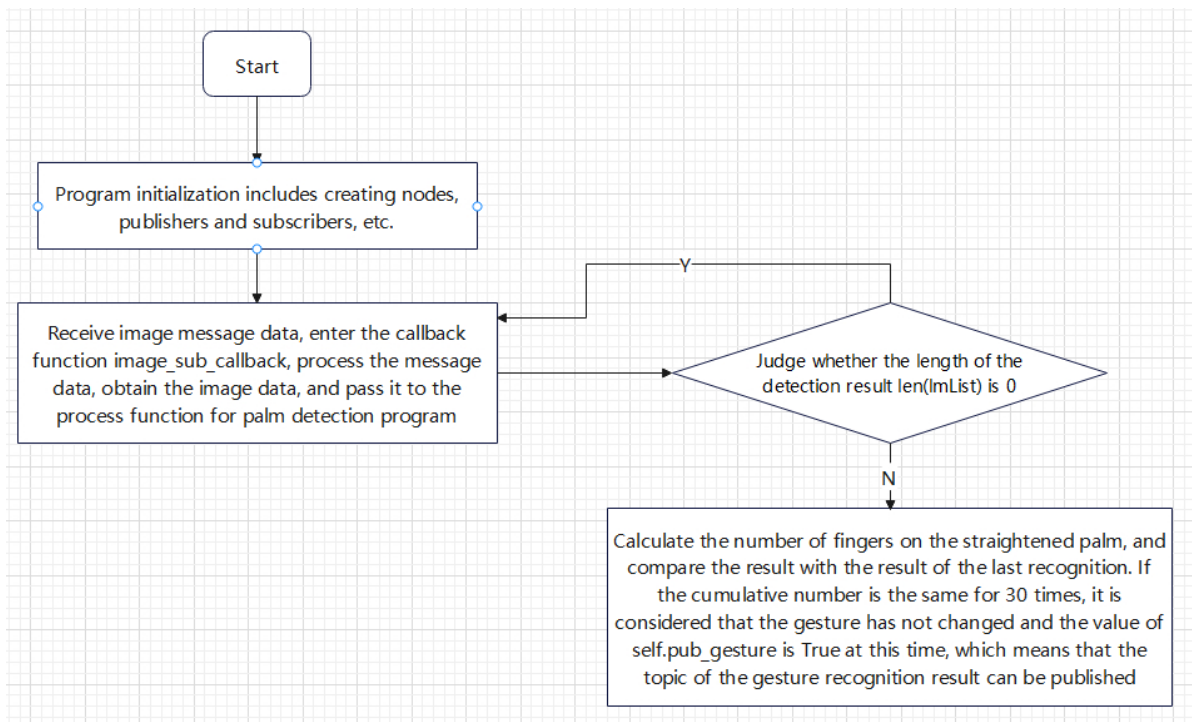 Start
Program initialization includes creating nodes,
publishers and subscribers, etc.
Y
Receive image message data, enter the callback
function image_sub_callback, process the message
data, obtain the image data, and pass it to the
process function for palm detection program
Judge whether the length of the
detection result len(lmList) is 0
N
Calculate the number of fingers on the straightened palm, and
compare the result with the result of the last recognition. If
the cumulative number is the same for 30 times, it is
considered that the gesture has not changed and the value of
self.pub_gesture is True at this time, which means that the
topic of the gesture recognition result can be published